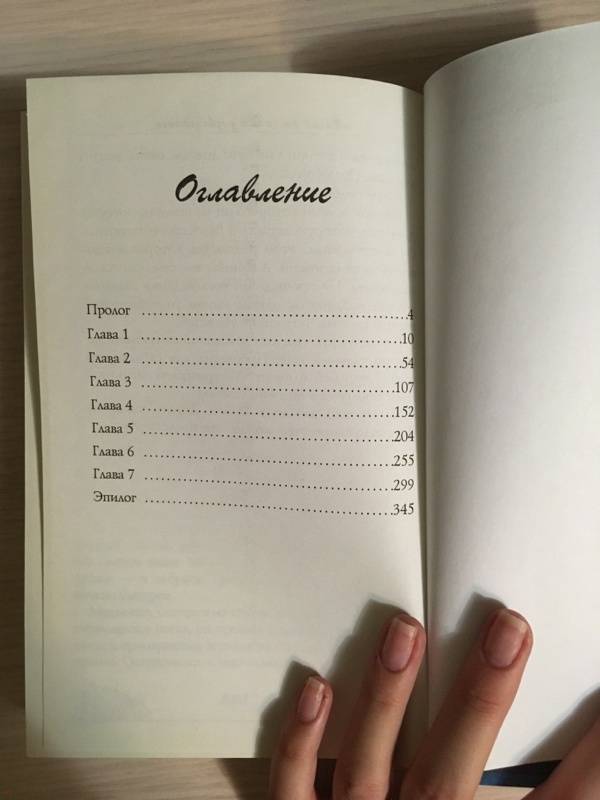 Оглавление
Пролог ........................................ 4
Глава 1 ........................................ 10
Глава 2 ........................................ 54
Глава 3 ........................................ 107
Глава 4 ........................................ 152
Глава 5 ........................................ 204
Глава 6 ........................................ 255
Глава 7 ........................................ 299
Эпилог ........................................ 345